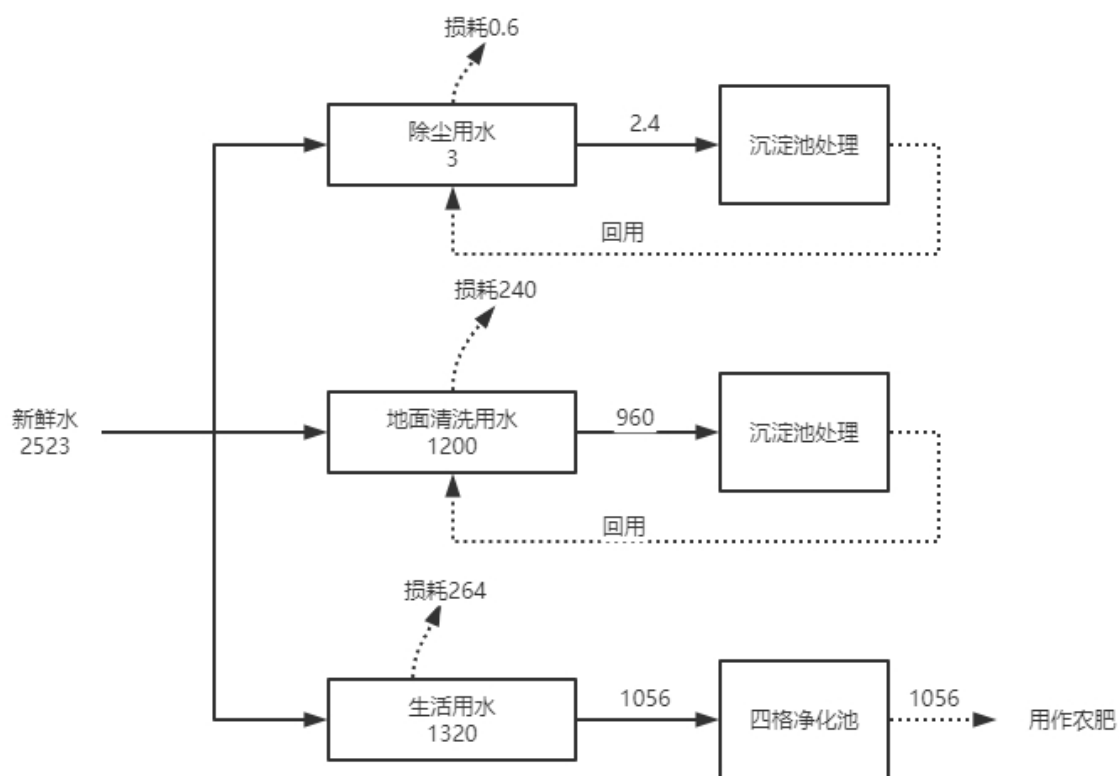 损耗0.6
除尘用水
3
2.4
沉淀池处理
回用
损耗240
新鲜水
2523
地面清洗用水
1200
960
沉淀池处理
回用
损耗264
生活用水
1320
1056
四格净化池
1056
用作农肥